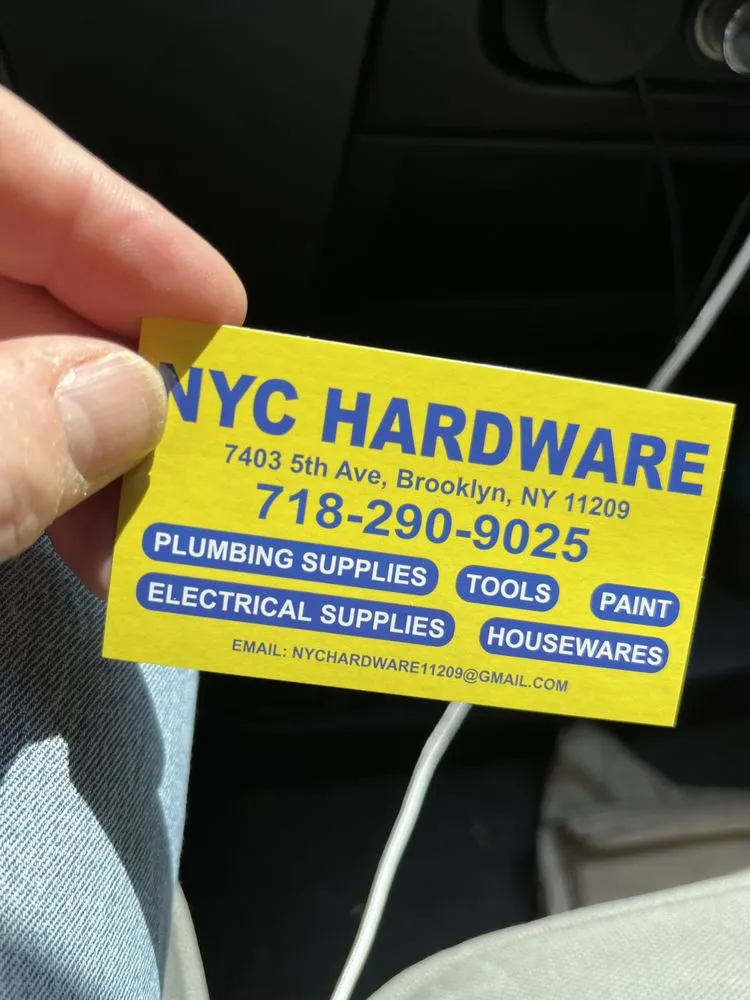 NYC HARDWARE
7403 5th Ave, Brooklyn, NY 11209
718-290-9025
PLUMBING SUPPLIES TOOLS PAINT
ELECTRICAL SUPPLIES HOUSEWARES
EMAIL: NYCHARDWARE11209@GMAIL.COM